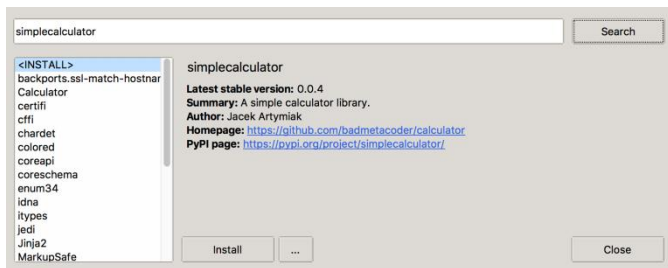 simplecalculator
Search
<INSTALL>
backports.ssl-match-hostnar
Calculator
certifi
cffi
chardet
colored
coreapi
coreschema
enum34
idna
itypes
jedi
Jinja2
MarkupSafe
simplecalculator
Latest stable version: 0.0.4
Summary: A simple calculator library.
Author: Jacek Artymiak
Homepage: https://github.com/badmetacoder/calculator
PyPI page: https://pypi.org/project/simplecalculator/
Install
...
Close